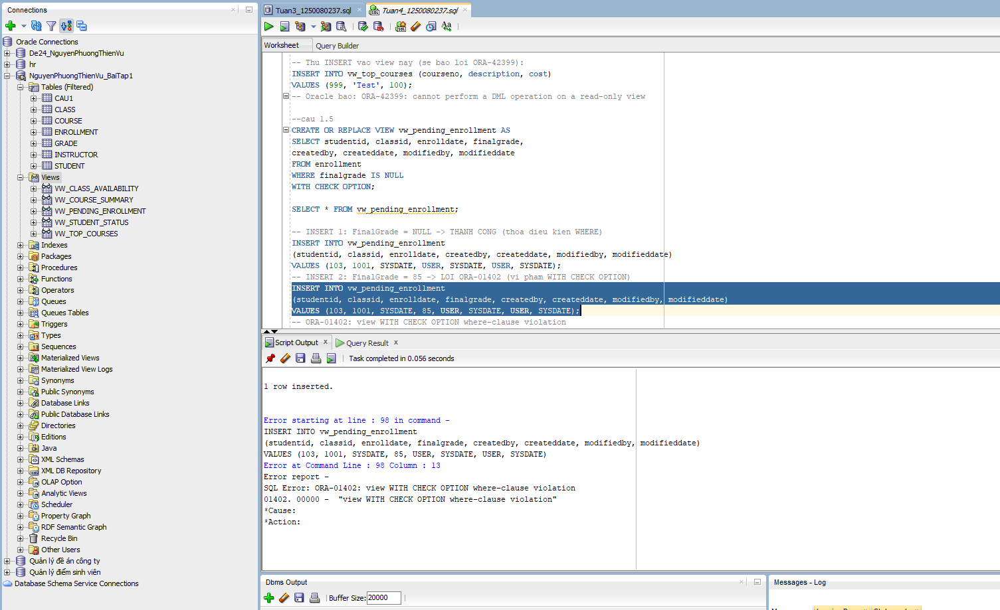 Connections
Oracle Connections
De24_NguyenPhuongThienVu
hr
NguyenPhuongThienVu_BaiTap1
Tables (Filtered)
CAU1
CLASS
COURSE
ENROLLMENT
GRADE
INSTRUCTOR
STUDENT
Views
VW_CLASS_AVAILABILITY
VW_COURSE_SUMMARY
VW_PENDING_ENROLLMENT
VW_STUDENT_STATUS
VW_TOP_COURSES
Indexes
Packages
Procedures
Functions
Operators
Queues
Queues Tables
Triggers
Types
Sequences
Materialized Views
Materialized View Logs
Synonyms
Public Synonyms
Database Links
Public Database Links
Directories
Editions
Java
XML Schemas
XML DB Repository
OLAP Option
Analytic Views
Scheduler
Property Graph
RDF Semantic Graph
Recycle Bin
Other Users
Quản lý đề án công ty
Quản lý điểm sinh viên
Database Schema Service Connections
Tuan3_1250080237.sql
Tuan4_1250080237.sql
Worksheet
Query Builder
-- Thu INSERT vao view nay (se bao loi ORA-42399):
INSERT INTO vw_top_courses (courseno, description, cost)
VALUES (999, 'Test', 100);
-- Oracle bao: ORA-42399: cannot perform a DML operation on a read-only view
--cau 1.5
CREATE OR REPLACE VIEW vw_pending_enrollment AS
SELECT studentid, classid, enrolldate, finalgrade,
createdby, createddate, modifiedby, modifieddate
FROM enrollment
WHERE finalgrade IS NULL
WITH CHECK OPTION;
SELECT * FROM vw_pending_enrollment;
-- INSERT 1: FinalGrade = NULL -> THANH CONG (thoa dieu kien WHERE)
INSERT INTO vw_pending_enrollment
(studentid, classid, enrolldate, createdby, createddate, modifiedby, modifieddate)
VALUES (103, 1001, SYSDATE, USER, SYSDATE, USER, SYSDATE);
-- INSERT 2: FinalGrade = 85 -> LOI ORA-01402 (vi pham WITH CHECK OPTION)
INSERT INTO vw_pending_enrollment
(studentid, classid, enrolldate, finalgrade, createdby, createddate, modifiedby, modifieddate)
VALUES (103, 1001, SYSDATE, 85, USER, SYSDATE, USER, SYSDATE);
-- ORA-01402: view WITH CHECK OPTION where-clause violation
Script Output
Query Result
Task completed in 0.056 seconds
1 row inserted.
Error starting at line : 98 in command -
INSERT INTO vw_pending_enrollment
(studentid, classid, enrolldate, finalgrade, createdby, createddate, modifiedby, modifieddate)
VALUES (103, 1001, SYSDATE, 85, USER, SYSDATE, USER, SYSDATE)
Error at Command Line : 98 Column : 13
Error report -
SQL Error: ORA-01402: view WITH CHECK OPTION where-clause violation
01402. 00000 - "view WITH CHECK OPTION where-clause violation"
*Cause:
*Action:
Dbms Output
Buffer Size: 20000
Messages - Log